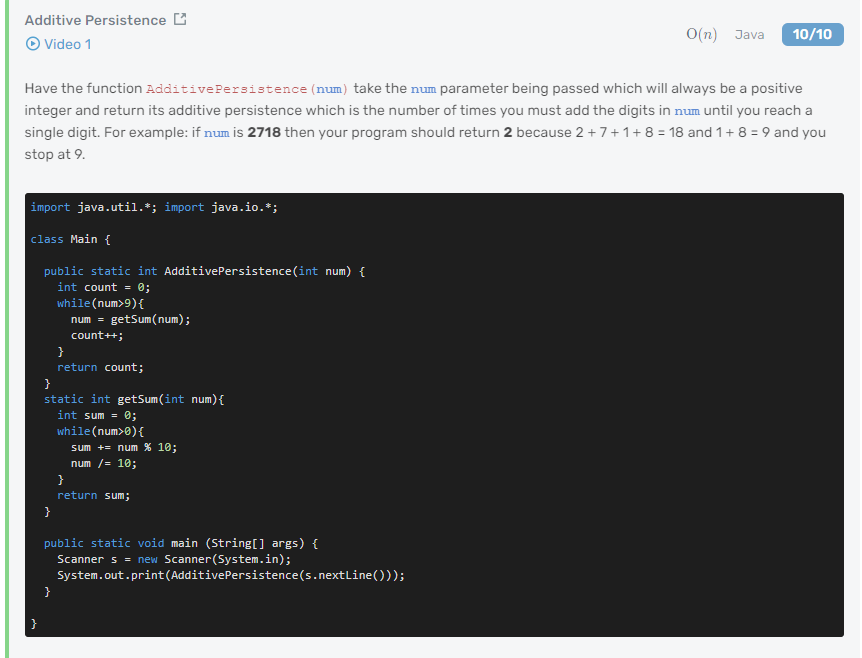 Additive Persistence
Video 1
O(n) Java 10/10
Have the function AdditivePersistence(num) take the num parameter being passed which will always be a positive
integer and return its additive persistence which is the number of times you must add the digits in num until you reach a
single digit. For example: if num is 2718 then your program should return 2 because 2 + 7 + 1 + 8 = 18 and 1 + 8 = 9 and you
stop at 9.
import java.util.*; import java.io.*;
class Main {
  public static int AdditivePersistence(int num) {
    int count = 0;
    while(num>9){
      num = getSum(num);
      count++;
    }
    return count;
  }
  static int getSum(int num){
    int sum = 0;
    while(num>0){
      sum += num % 10;
      num /= 10;
    }
    return sum;
  }
  public static void main (String[] args) {
    Scanner s = new Scanner(System.in);
    System.out.print(AdditivePersistence(s.nextLine()));
  }
}